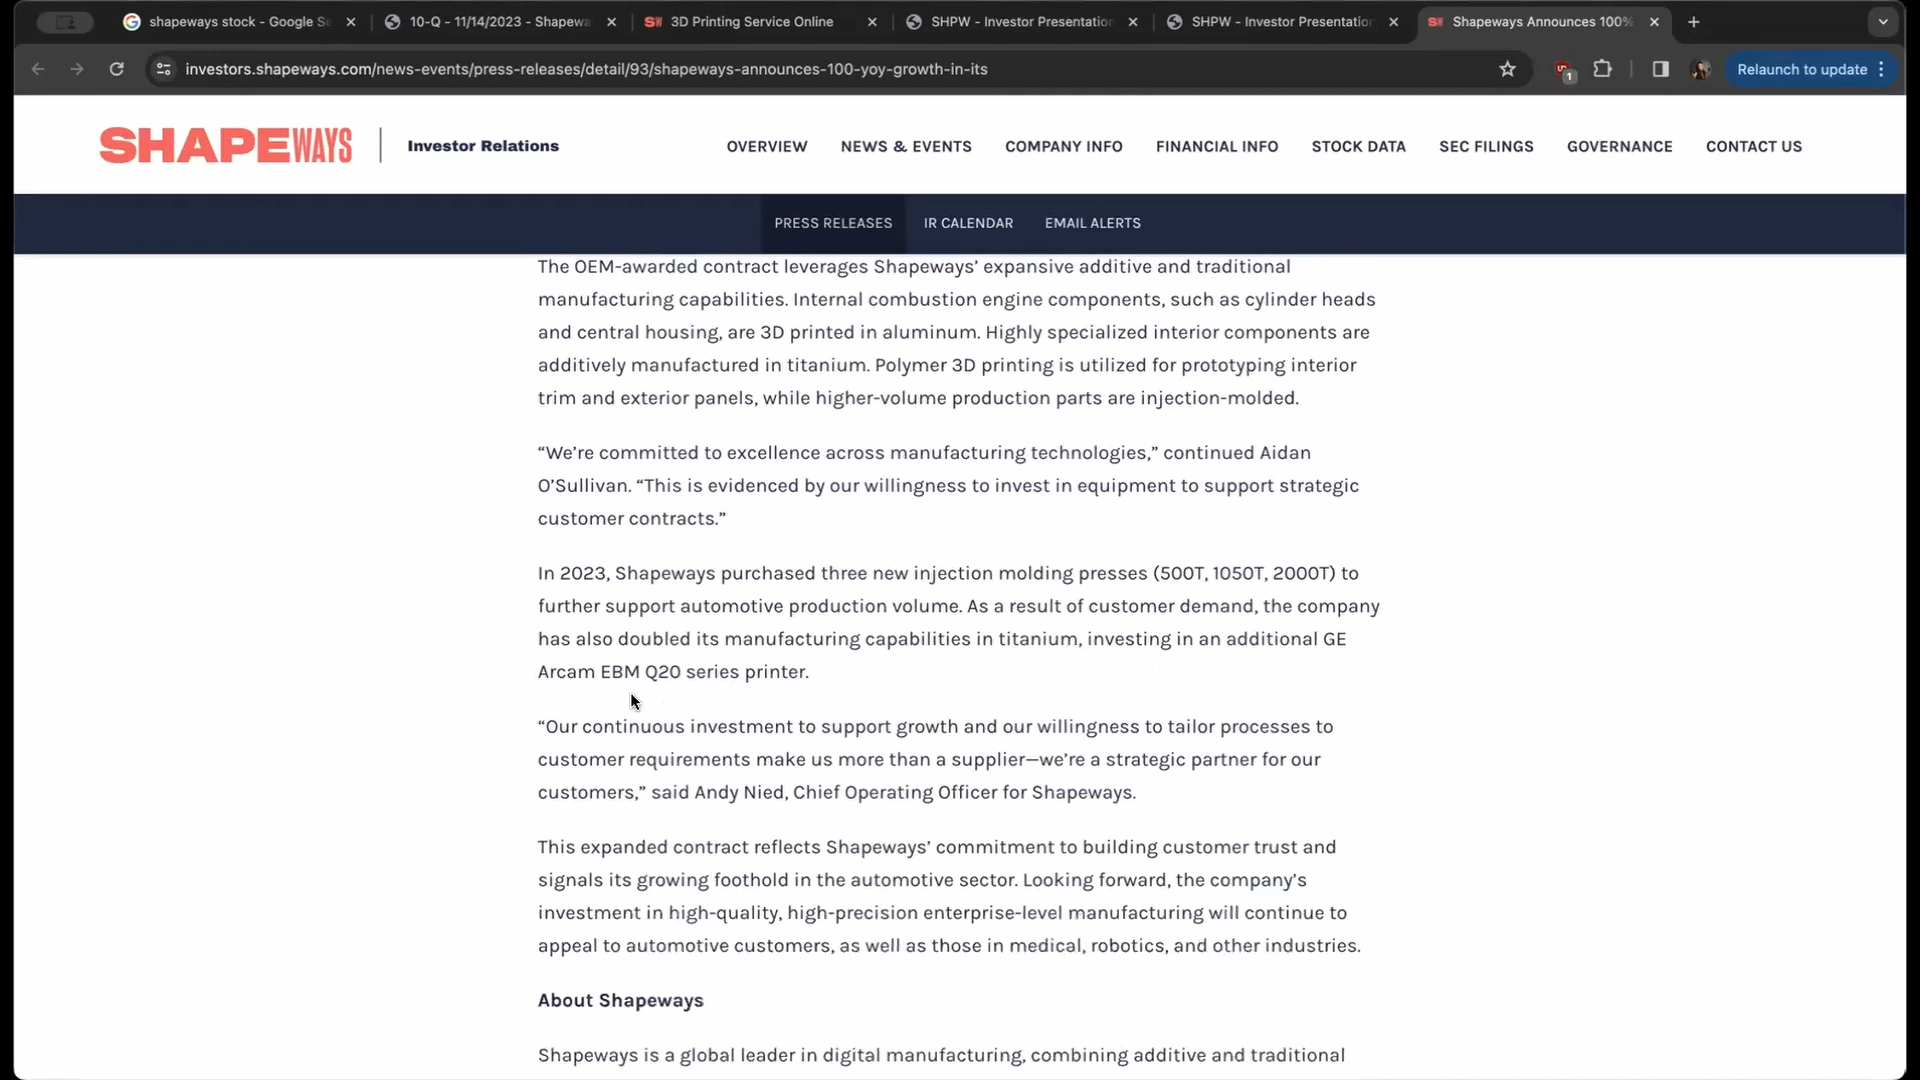 shapeways stock - Google Se
10-Q - 11/14/2023 - Shapewa
3D Printing Service Online
SHPW - Investor Presentation
SHPW - Investor Presentation
Shapeways Announces 100%
investors.shapeways.com/news-events/press-releases/detail/93/shapeways-announces-100-yoy-growth-in-its
1
Relaunch to update
SHAPEWAYS
Investor Relations
OVERVIEW
NEWS & EVENTS
COMPANY INFO
FINANCIAL INFO
STOCK DATA
SEC FILINGS
GOVERNANCE
CONTACT US
PRESS RELEASES
IR CALENDAR
EMAIL ALERTS
The OEM-awarded contract leverages Shapeways’ expansive additive and traditional
manufacturing capabilities. Internal combustion engine components, such as cylinder heads
and central housing, are 3D printed in aluminum. Highly specialized interior components are
additively manufactured in titanium. Polymer 3D printing is utilized for prototyping interior
trim and exterior panels, while higher-volume production parts are injection-molded.
“We’re committed to excellence across manufacturing technologies,” continued Aidan
O’Sullivan. “This is evidenced by our willingness to invest in equipment to support strategic
customer contracts.”
In 2023, Shapeways purchased three new injection molding presses (500T, 1050T, 2000T) to
further support automotive production volume. As a result of customer demand, the company
has also doubled its manufacturing capabilities in titanium, investing in an additional GE
Arcam EBM Q20 series printer.
“Our continuous investment to support growth and our willingness to tailor processes to
customer requirements make us more than a supplier—we’re a strategic partner for our
customers,” said Andy Nied, Chief Operating Officer for Shapeways.
This expanded contract reflects Shapeways’ commitment to building customer trust and
signals its growing foothold in the automotive sector. Looking forward, the company’s
investment in high-quality, high-precision enterprise-level manufacturing will continue to
appeal to automotive customers, as well as those in medical, robotics, and other industries.
About Shapeways
Shapeways is a global leader in digital manufacturing, combining additive and traditional